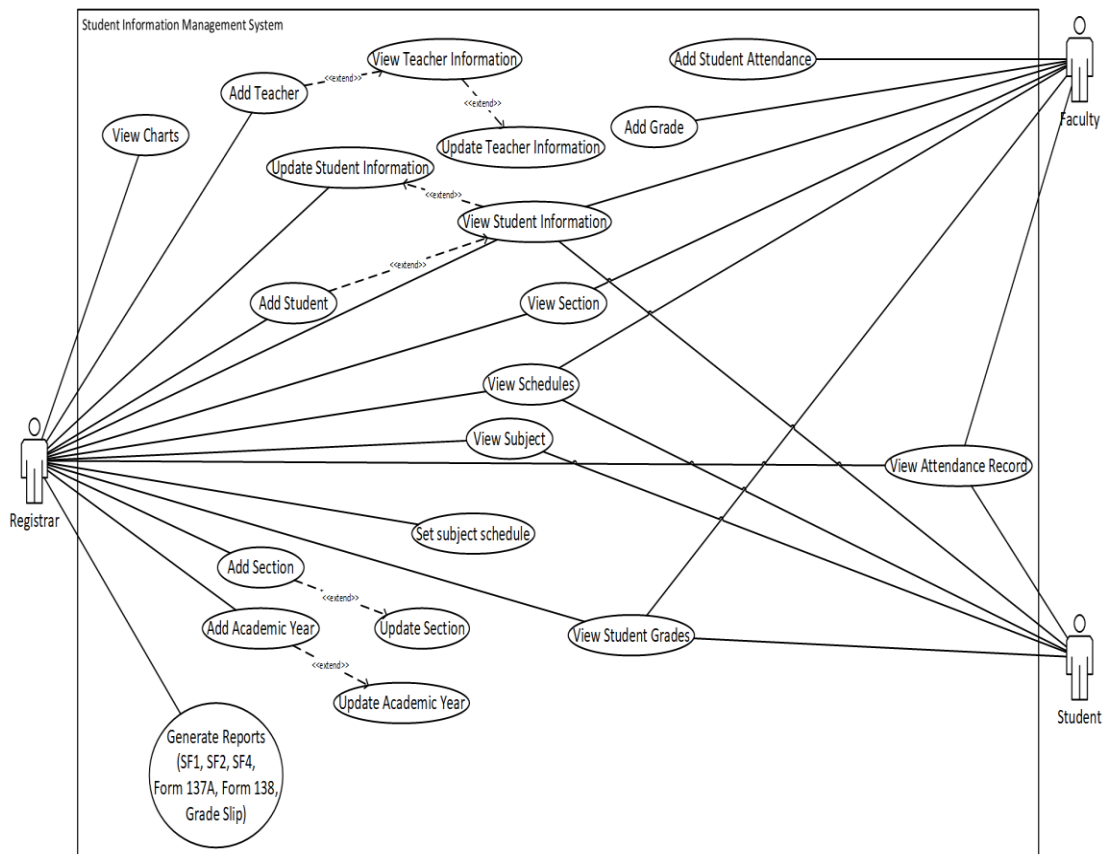 Student Information Management System
View Teacher Information
Add Student Attendance
<<extend>>
Add Teacher
<<extend>>
View Charts
Add Grade
Faculty
Update Teacher Information
Update Student Information
<<extend>>
View Student Information
<<extend>>
Add Student
View Section
View Schedules
View Subject
View Attendance Record
Registrar
Set subject schedule
Add Section
<<extend>>
Add Academic Year
Update Section
View Student Grades
<<extend>>
Update Academic Year
Student
Generate Reports
(SF1, SF2, SF4,
Form 137A, Form 138,
Grade Slip)